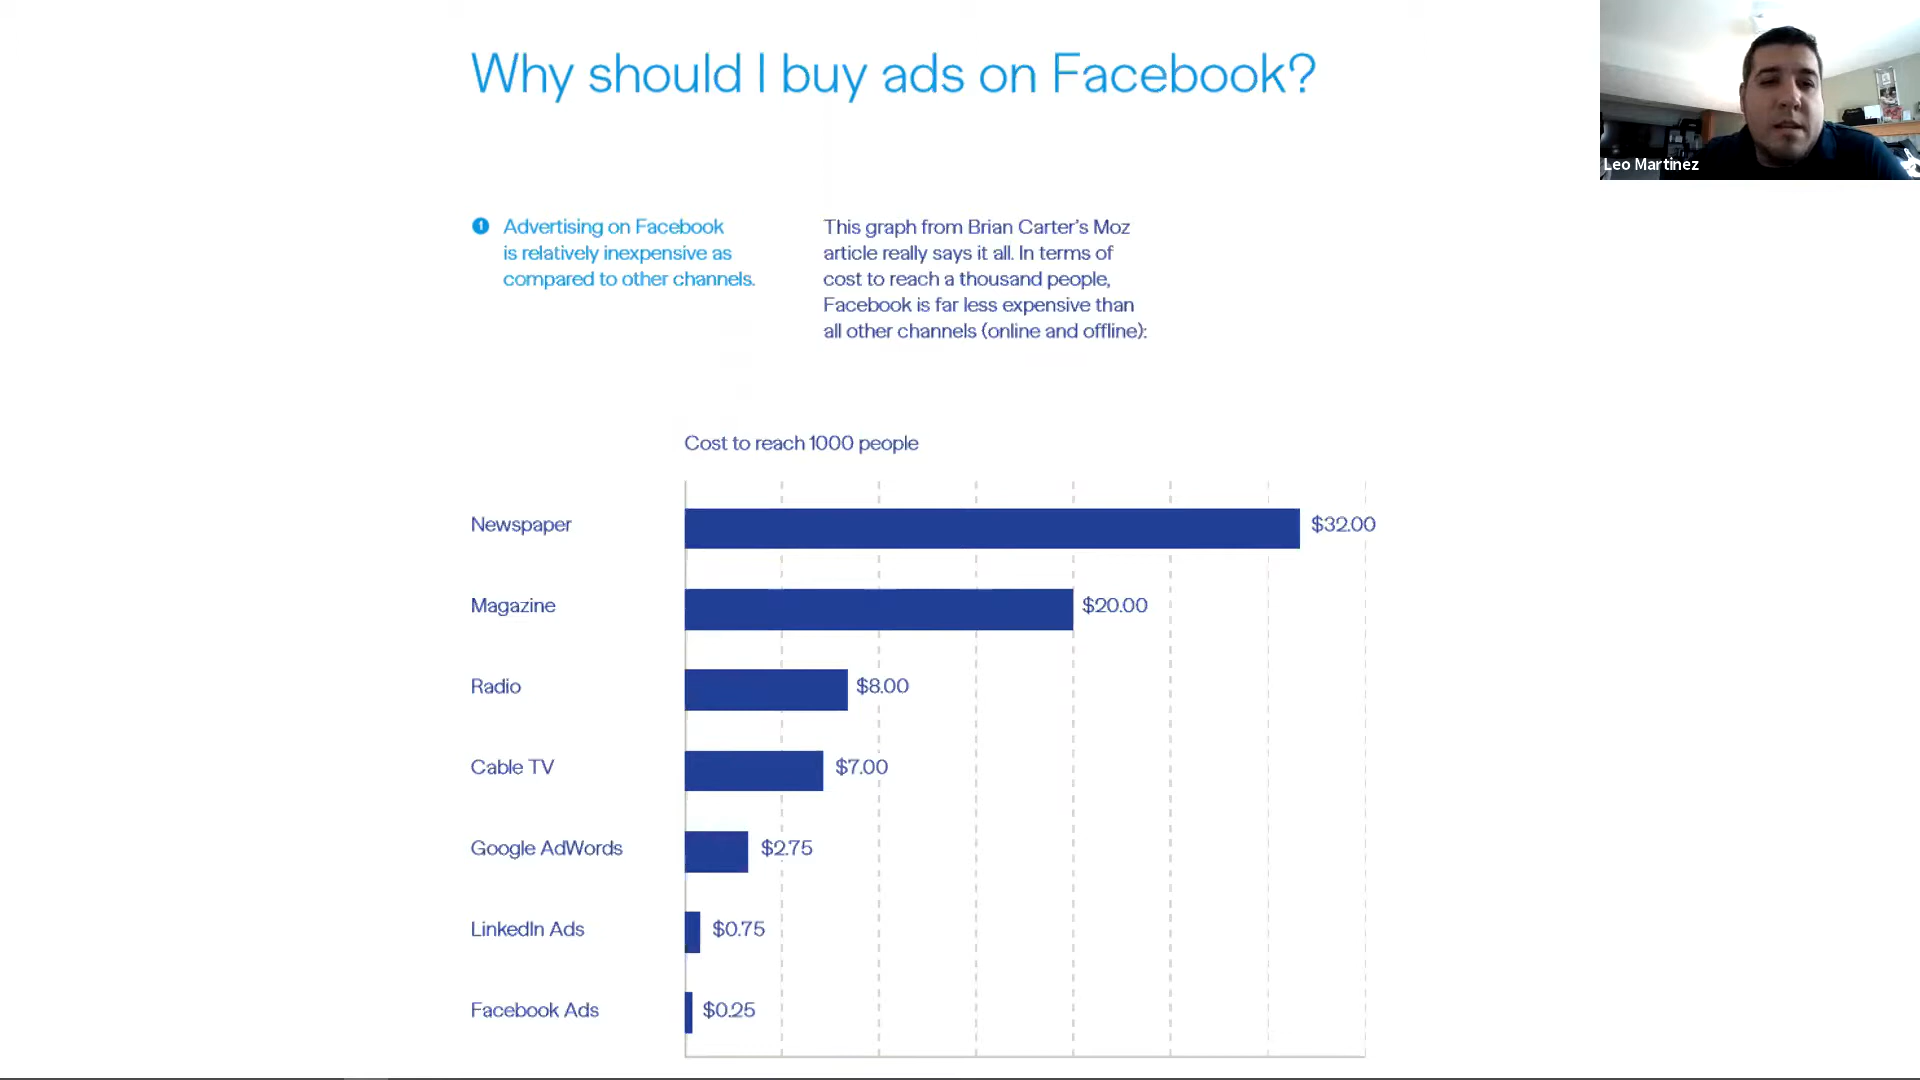 Why should I buy ads on Facebook?
Leo Martinez
1 Advertising on Facebook
is relatively inexpensive as
compared to other channels.
This graph from Brian Carter's Moz
article really says it all. In terms of
cost to reach a thousand people,
Facebook is far less expensive than
all other channels (online and offline):
Cost to reach 1000 people
Newspaper $32.00
Magazine $20.00
Radio $8.00
Cable TV $7.00
Google AdWords $2.75
LinkedIn Ads $0.75
Facebook Ads $0.25